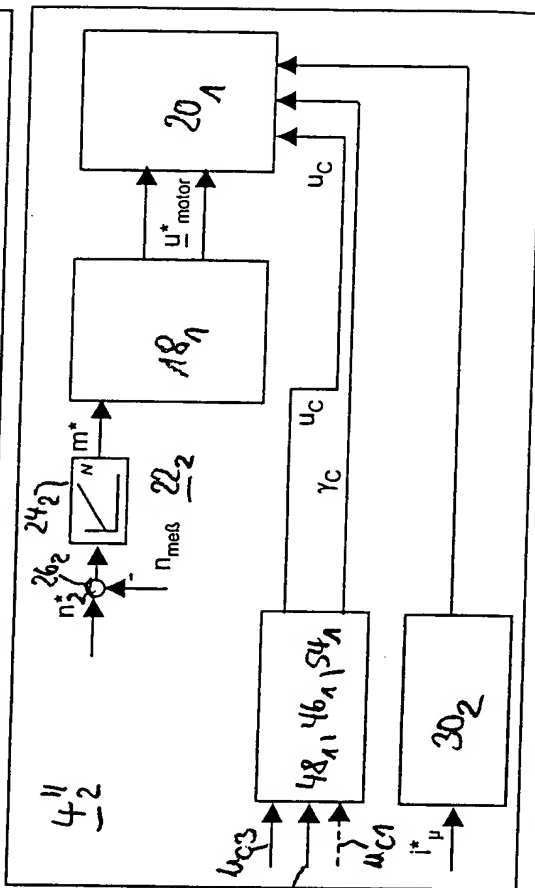 20₁
u*motor
u_C
18₁
m*
24₂
N
22₂
26₂
n*₂
-
n_meß
u_C
γ_C
48₁, 46₁, 54₁
30₂
4"₂
u_C3
u_C1
i*_μ